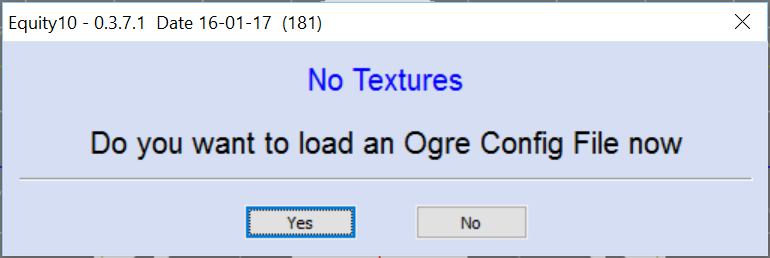 Equity10 - 0.3.7.1  Date 16-01-17  (181)
No Textures
Do you want to load an Ogre Config File now
Yes
No